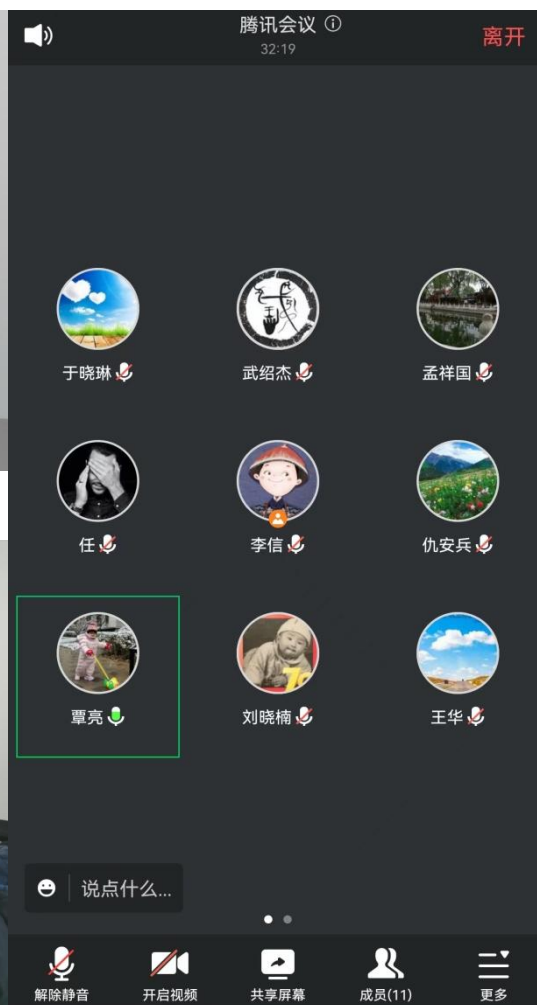 腾讯会议
32:19
离开
于晓琳
武绍杰
孟祥国
任
李信
仇安兵
覃亮
刘晓楠
王华
说点什么...
解除静音
开启视频
共享屏幕
成员(11)
更多